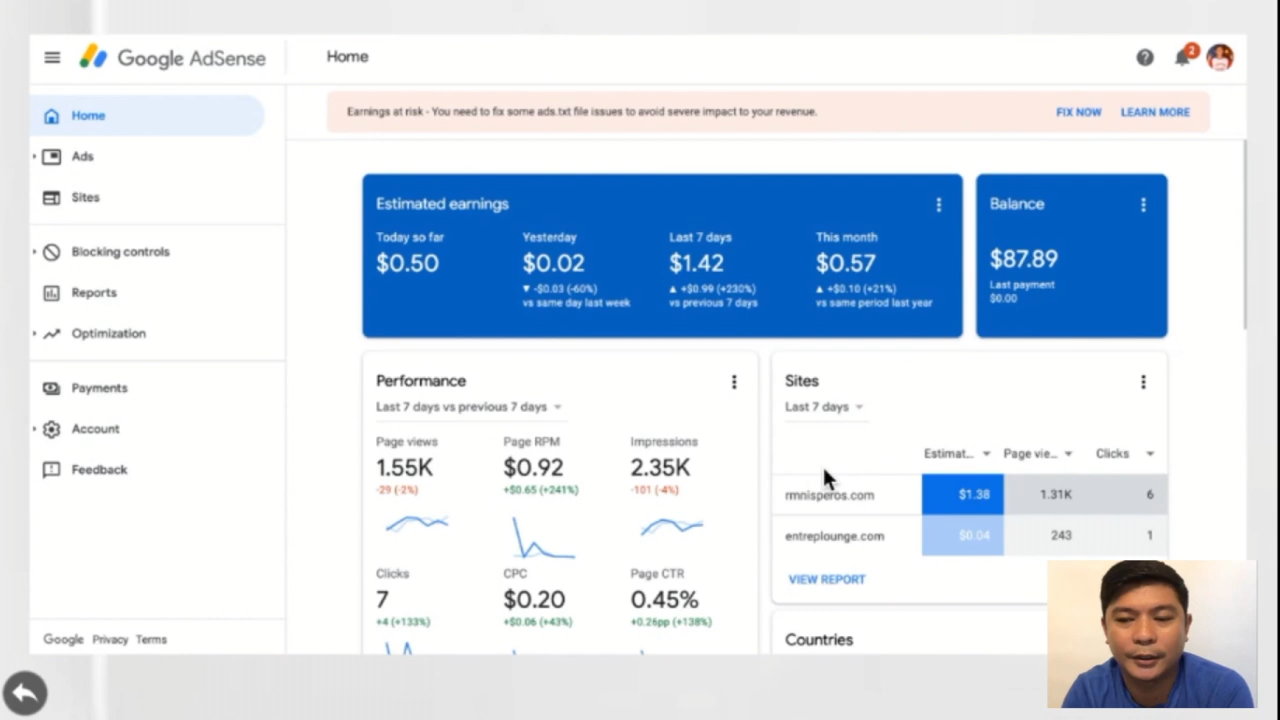 Google AdSense
Home
2
Home
Ads
Sites
Blocking controls
Reports
Optimization
Payments
Account
Feedback
Google Privacy Terms
Earnings at risk - You need to fix some ads.txt file issues to avoid severe impact to your revenue.
FIX NOW LEARN MORE
Estimated earnings
Today so far
$0.50
Yesterday
$0.02
-$0.03 (-60%)
vs same day last week
Last 7 days
$1.42
+$0.99 (+230%)
vs previous 7 days
This month
$0.57
+$0.10 (+21%)
vs same period last year
Balance
$87.89
Last payment
$0.00
Performance
Last 7 days vs previous 7 days
Page views
1.55K
-29 (-2%)
Page RPM
$0.92
+$0.65 (+241%)
Impressions
2.35K
-101 (-4%)
Clicks
7
+4 (+133%)
CPC
$0.20
+$0.06 (+43%)
Page CTR
0.45%
+0.26pp (+138%)
Sites
Last 7 days
Estimat... Page vie... Clicks
rmnisperos.com $1.38 1.31K 6
entreplounge.com $0.04 243 1
VIEW REPORT
Countries